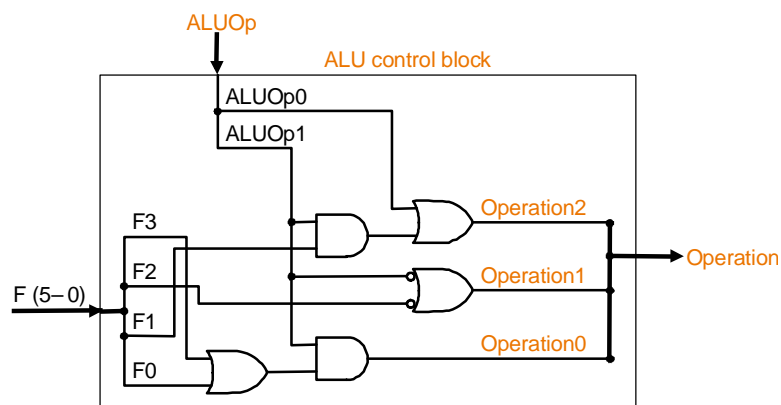 ALUOp
ALU control block
ALUOp0
ALUOp1
Operation2
F3
Operation
F2
Operation1
F (5–0)
F1
Operation0
F0